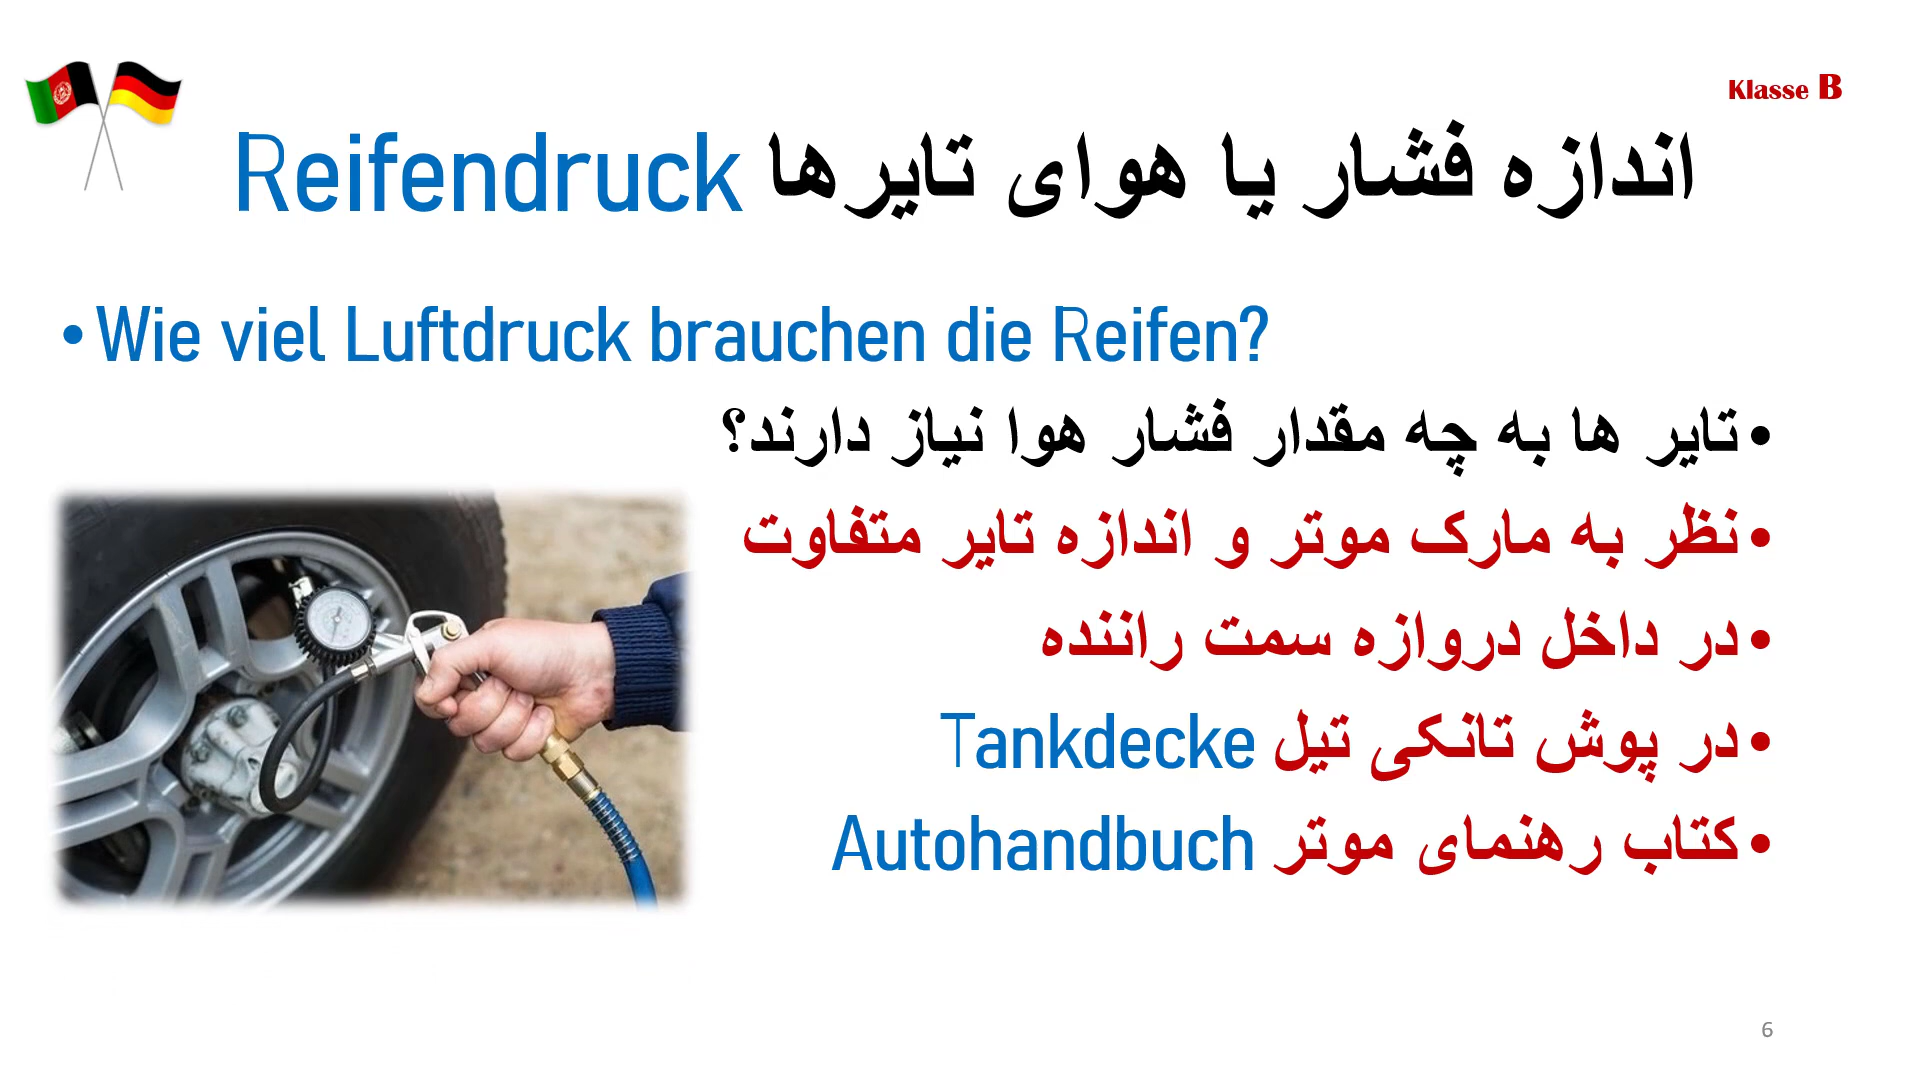 Klasse B
اندازه فشار یا هوای تایرها Reifendruck
• Wie viel Luftdruck brauchen die Reifen?
• تایر ها به چه مقدار فشار هوا نیاز دارند؟
• نظر به مارک موتر و اندازه تایر متفاوت
• در داخل دروازه سمت راننده
• در پوش تانکی تیل Tankdecke
• کتاب رهنمای موتر Autohandbuch
6